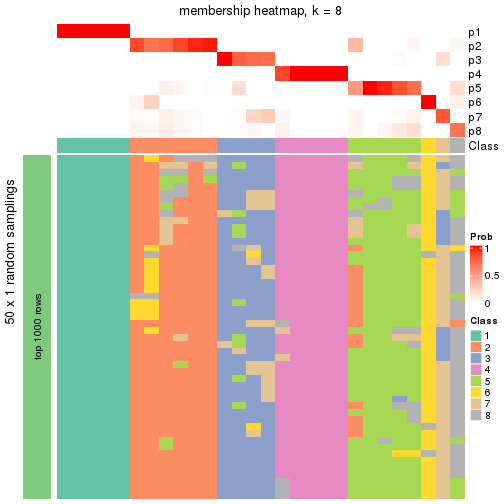 membership heatmap, k = 8
p1
p2
p3
p4
p5
p6
p7
p8
Class
50 x 1 random samplings
top 1000 rows
Prob
1
0.5
0
Class
1
2
3
4
5
6
7
8